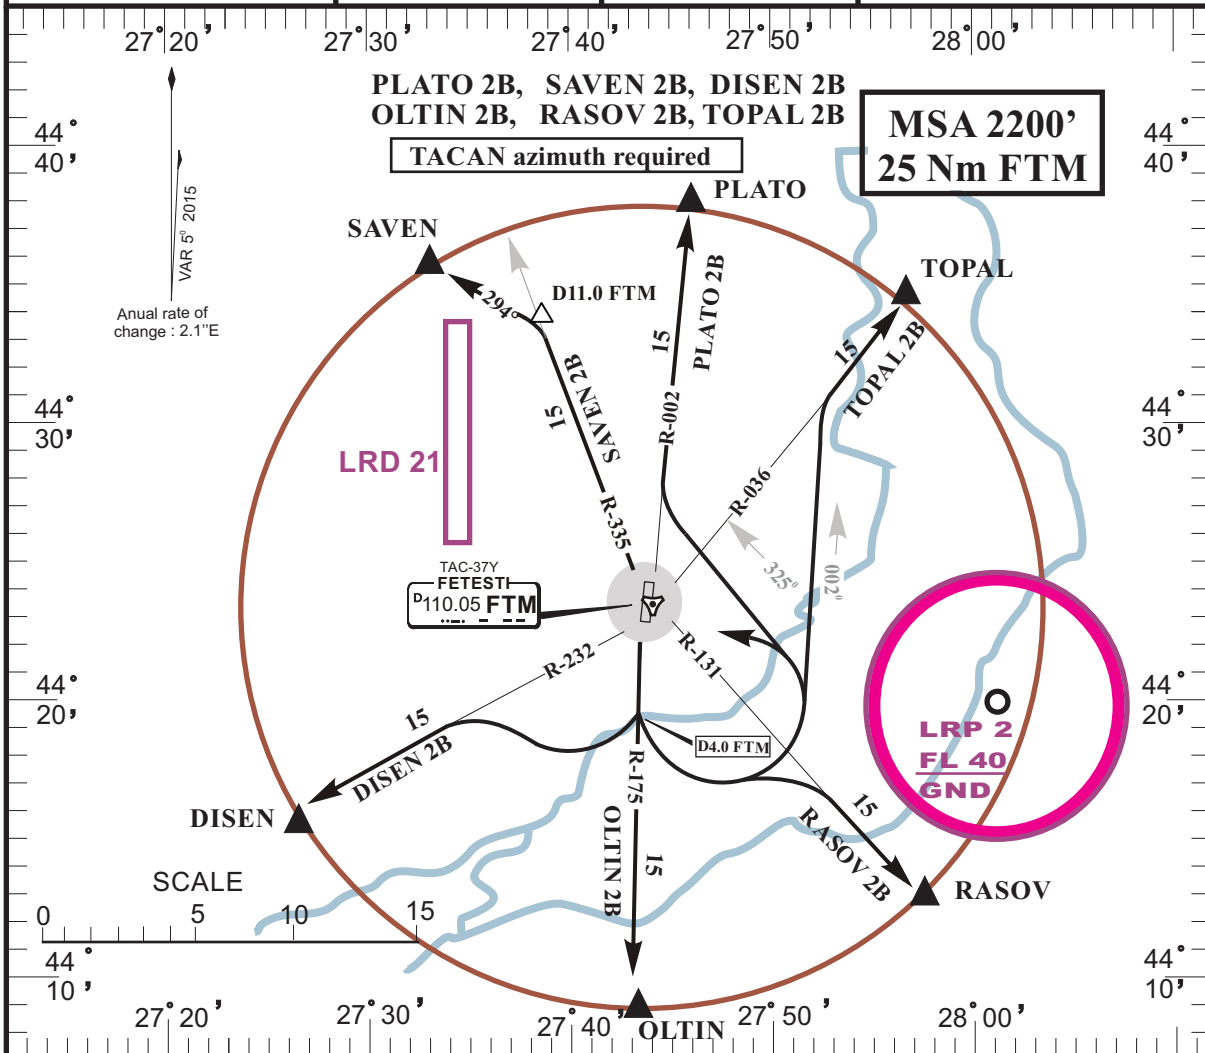 27° 20'
27° 30'
27° 40'
27° 50'
28° 00'
PLATO 2B, SAVEN 2B, DISEN 2B
OLTIN 2B, RASOV 2B, TOPAL 2B
TACAN azimuth required
MSA 2200’
25 Nm FTM
44° 40'
44° 40'
VAR 5⁰ 2015
Anual rate of
change : 2.1’’E
PLATO
SAVEN
TOPAL
D11.0 FTM
294°
15
SAVEN 2B
R-335
15
PLATO 2B
R-002
15
TOPAL 2B
R-036
44° 30'
44° 30'
LRD 21
325⁰
002⁰
TAC-37Y
FETESTI
D110.05 FTM
R-232
R-131
44° 20'
44° 20'
15
DISEN 2B
D4.0 FTM
R-175
LRP 2
FL 40
GND
DISEN
OLTIN 2B
15
15
RASOV 2B
RASOV
SCALE
0 5 10 15
44° 10'
44° 10'
27° 20'
27° 30'
27° 40'
27° 50'
28° 00'
OLTIN